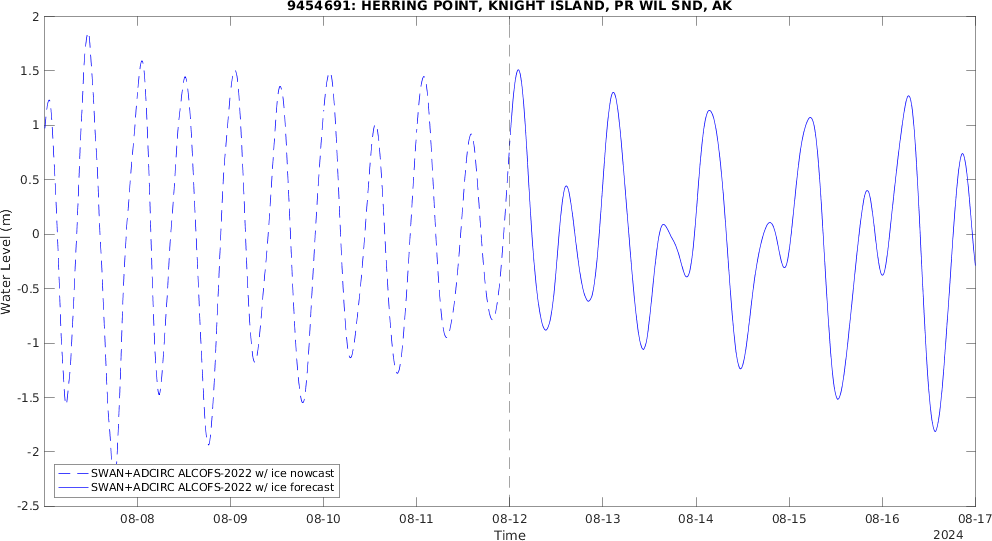 9454691: HERRING POINT, KNIGHT ISLAND, PR WIL SND, AK
2
1.5
1
0.5
0
-0.5
-1
-1.5
-2
-2.5
Water Level (m)
SWAN+ADCIRC ALCOFS-2022 w/ ice nowcast
SWAN+ADCIRC ALCOFS-2022 w/ ice forecast
08-08 08-09 08-10 08-11 08-12 08-13 08-14 08-15 08-16 08-17
Time
2024